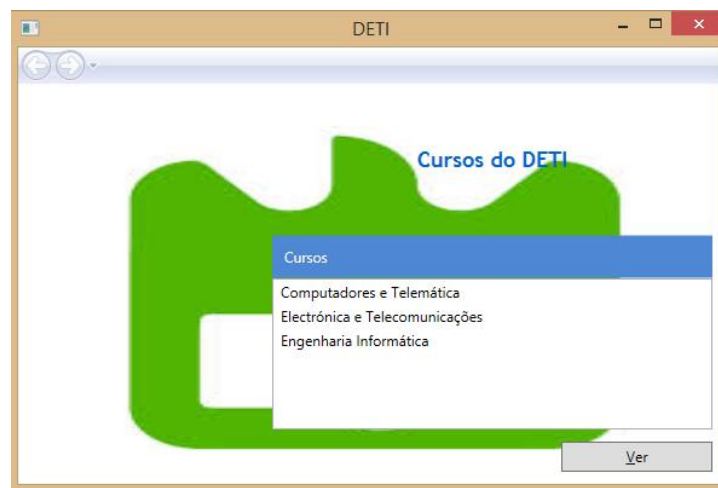 DETI
Cursos do DETI
Cursos
Computadores e Telemática
Electrónica e Telecomunicações
Engenharia Informática
Ver